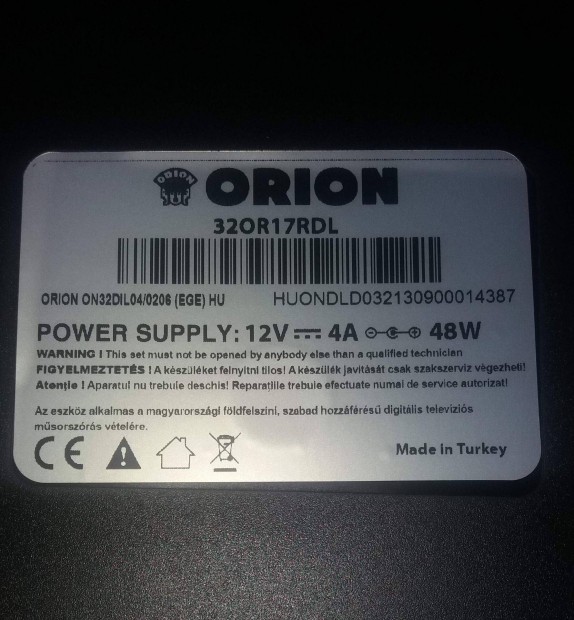 ORION ORION
32OR17RDL
ORION ON32DIL04/0206 (EGE) HU HUONDLD032130900014387
POWER SUPPLY: 12V 4A 48W
WARNING ! This set must not be opened by anybody else than a qualified technician
FIGYELMEZTETÉS ! A készüléket felnyitni tilos! A készülék javítását csak szakszerviz végezheti!
Atenţie ! Aparatul nu trebuie deschis! Reparaţiile trebuie efectuate numai de service autorizat!
Az eszköz alkalmas a magyarországi földfelszíni, szabad hozzáférésű digitális televíziós
műsorszórás vételére.
CE Made in Turkey